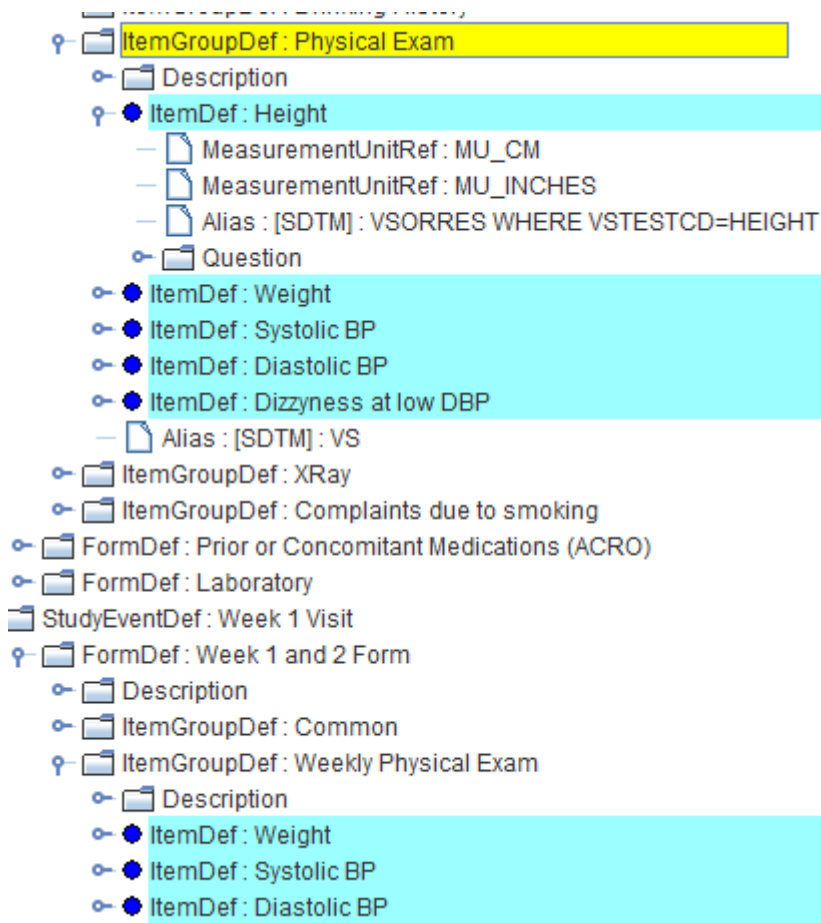 ItemGroupDef : Drinking History
ItemGroupDef : Physical Exam
Description
ItemDef : Height
MeasurementUnitRef : MU_CM
MeasurementUnitRef : MU_INCHES
Alias : [SDTM] : VSORRES WHERE VSTESTCD=HEIGHT
Question
ItemDef : Weight
ItemDef : Systolic BP
ItemDef : Diastolic BP
ItemDef : Dizzyness at low DBP
Alias : [SDTM] : VS
ItemGroupDef : XRay
ItemGroupDef : Complaints due to smoking
FormDef : Prior or Concomitant Medications (ACRO)
FormDef : Laboratory
StudyEventDef : Week 1 Visit
FormDef : Week 1 and 2 Form
Description
ItemGroupDef : Common
ItemGroupDef : Weekly Physical Exam
Description
ItemDef : Weight
ItemDef : Systolic BP
ItemDef : Diastolic BP